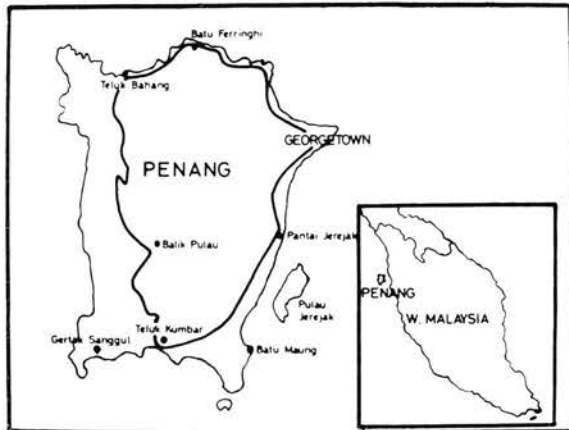 Batu Ferringhi
Teluk Bahang
GEORGETOWN
PENANG
Balik Pulau
Pantai Jerejak
Pulau
Jerejak
Teluk Kumbar
Gertak Sanggul
Batu Maung
PENANG
W. MALAYSIA